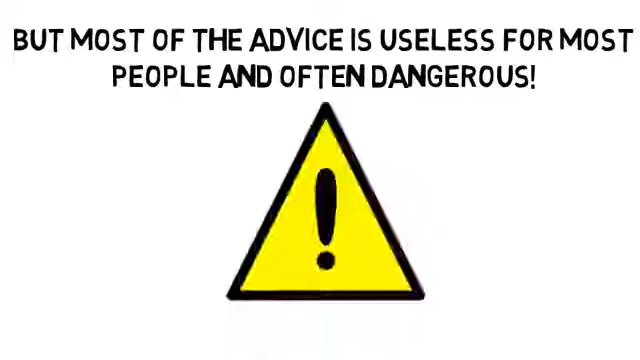 BUT MOST OF THE ADVICE IS USELESS FOR MOST
PEOPLE AND OFTEN DANGEROUS!
!